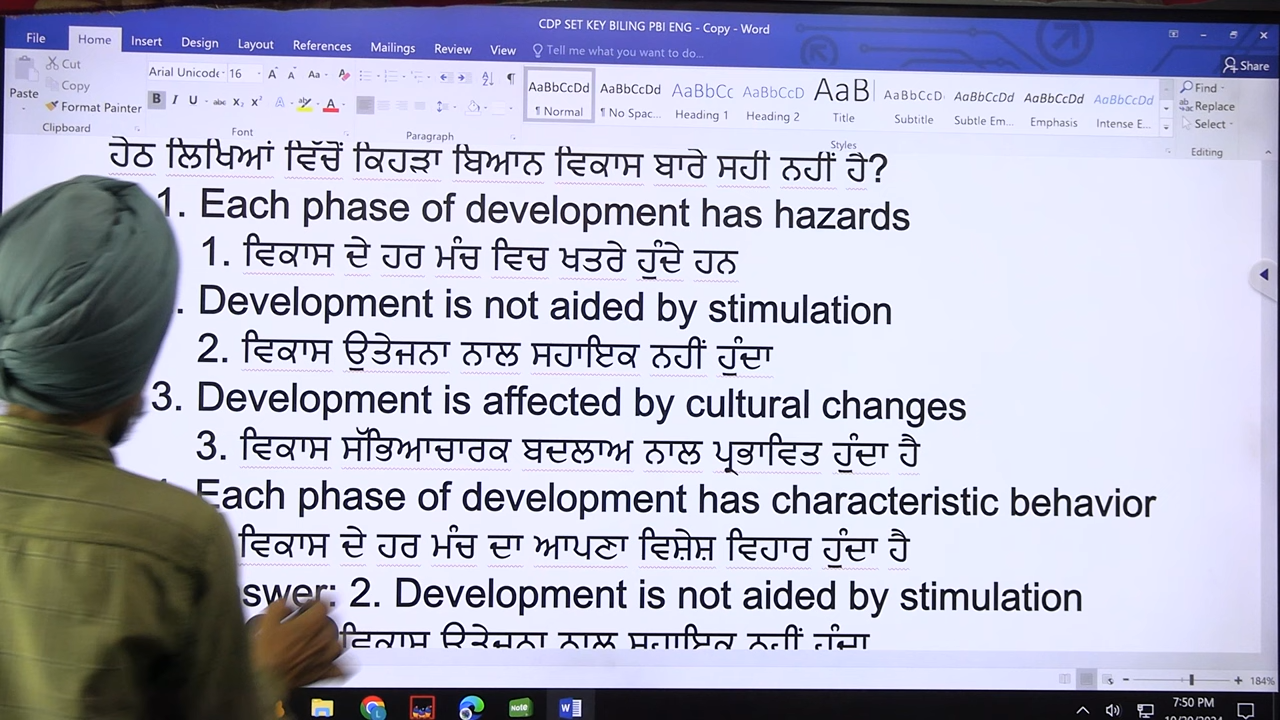 CDP SET KEY BILING PBI ENG - Copy - Word
File Home Insert Design Layout References Mailings Review View Tell me what you want to do...
Share
Paste Cut Copy Format Painter
Clipboard
Arial Unicode 16
Font
Paragraph
AaBbCcDd AaBbCcDd AaBbCc AaBbCcD AaB AaBbCcD AaBbCcDd AaBbCcDd AaBbCcDd
¶ Normal ¶ No Spac... Heading 1 Heading 2 Title Subtitle Subtle Em... Emphasis Intense E...
Styles
Find
Replace
Select
Editing
ਹੇਠ ਲਿਖਿਆਂ ਵਿੱਚੋਂ ਕਿਹੜਾ ਬਿਆਨ ਵਿਕਾਸ ਬਾਰੇ ਸਹੀ ਨਹੀਂ ਹੈ?
1. Each phase of development has hazards
1. ਵਿਕਾਸ ਦੇ ਹਰ ਮੰਚ ਵਿਚ ਖਤਰੇ ਹੁੰਦੇ ਹਨ
. Development is not aided by stimulation
2. ਵਿਕਾਸ ਉਤੇਜਨਾ ਨਾਲ ਸਹਾਇਕ ਨਹੀਂ ਹੁੰਦਾ
3. Development is affected by cultural changes
3. ਵਿਕਾਸ ਸੱਭਿਆਚਾਰਕ ਬਦਲਾਅ ਨਾਲ ਪ੍ਰਭਾਵਿਤ ਹੁੰਦਾ ਹੈ
Each phase of development has characteristic behavior
ਵਿਕਾਸ ਦੇ ਹਰ ਮੰਚ ਦਾ ਆਪਣਾ ਵਿਸ਼ੇਸ਼ ਵਿਹਾਰ ਹੁੰਦਾ ਹੈ
swer: 2. Development is not aided by stimulation
ਵਿਕਾਸ ਉਤੇਜਨਾ ਨਾਲ ਸਹਾਇਕ ਨਹੀਂ ਹੁੰਦਾ
184%
Note
7:50 PM